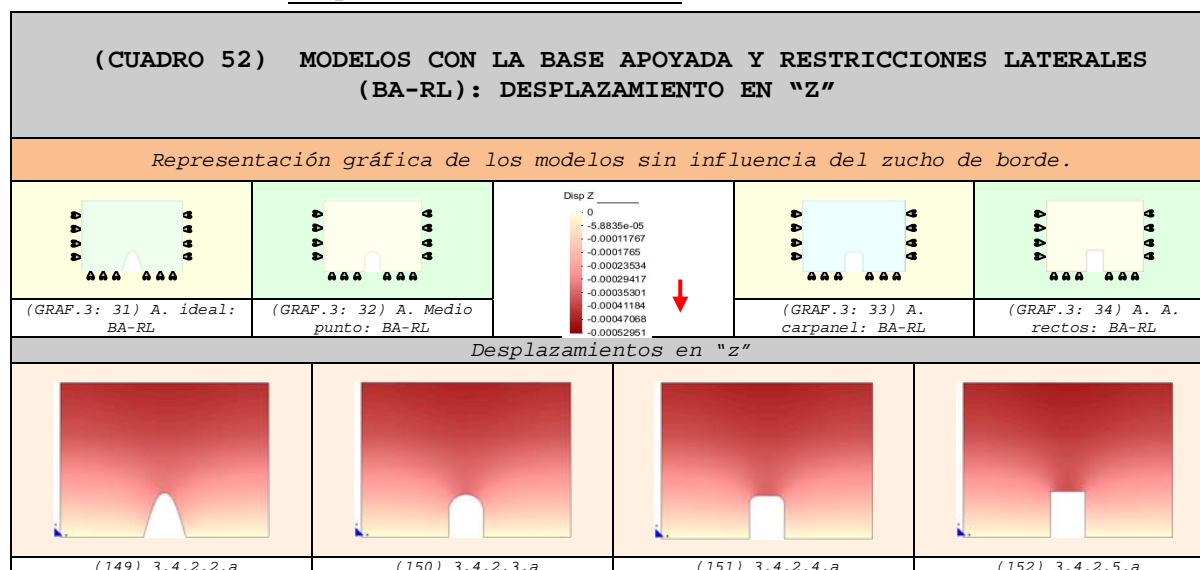 (CUADRO 52) MODELOS CON LA BASE APOYADA Y RESTRICCIONES LATERALES
(BA-RL): DESPLAZAMIENTO EN “Z”
Representación gráfica de los modelos sin influencia del zucho de borde.
Disp Z
0
-5.8835e-05
-0.00011767
-0.0001765
-0.00023534
-0.00029417
-0.00035301
-0.00041184
-0.00047068
-0.00052951
(GRAF.3: 31) A. ideal:
BA-RL
(GRAF.3: 32) A. Medio
punto: BA-RL
(GRAF.3: 33) A.
carpanel: BA-RL
(GRAF.3: 34) A. A.
rectos: BA-RL
Desplazamientos en “z”
(149) 3.4.2.2.a
(150) 3.4.2.3.a
(151) 3.4.2.4.a
(152) 3.4.2.5.a